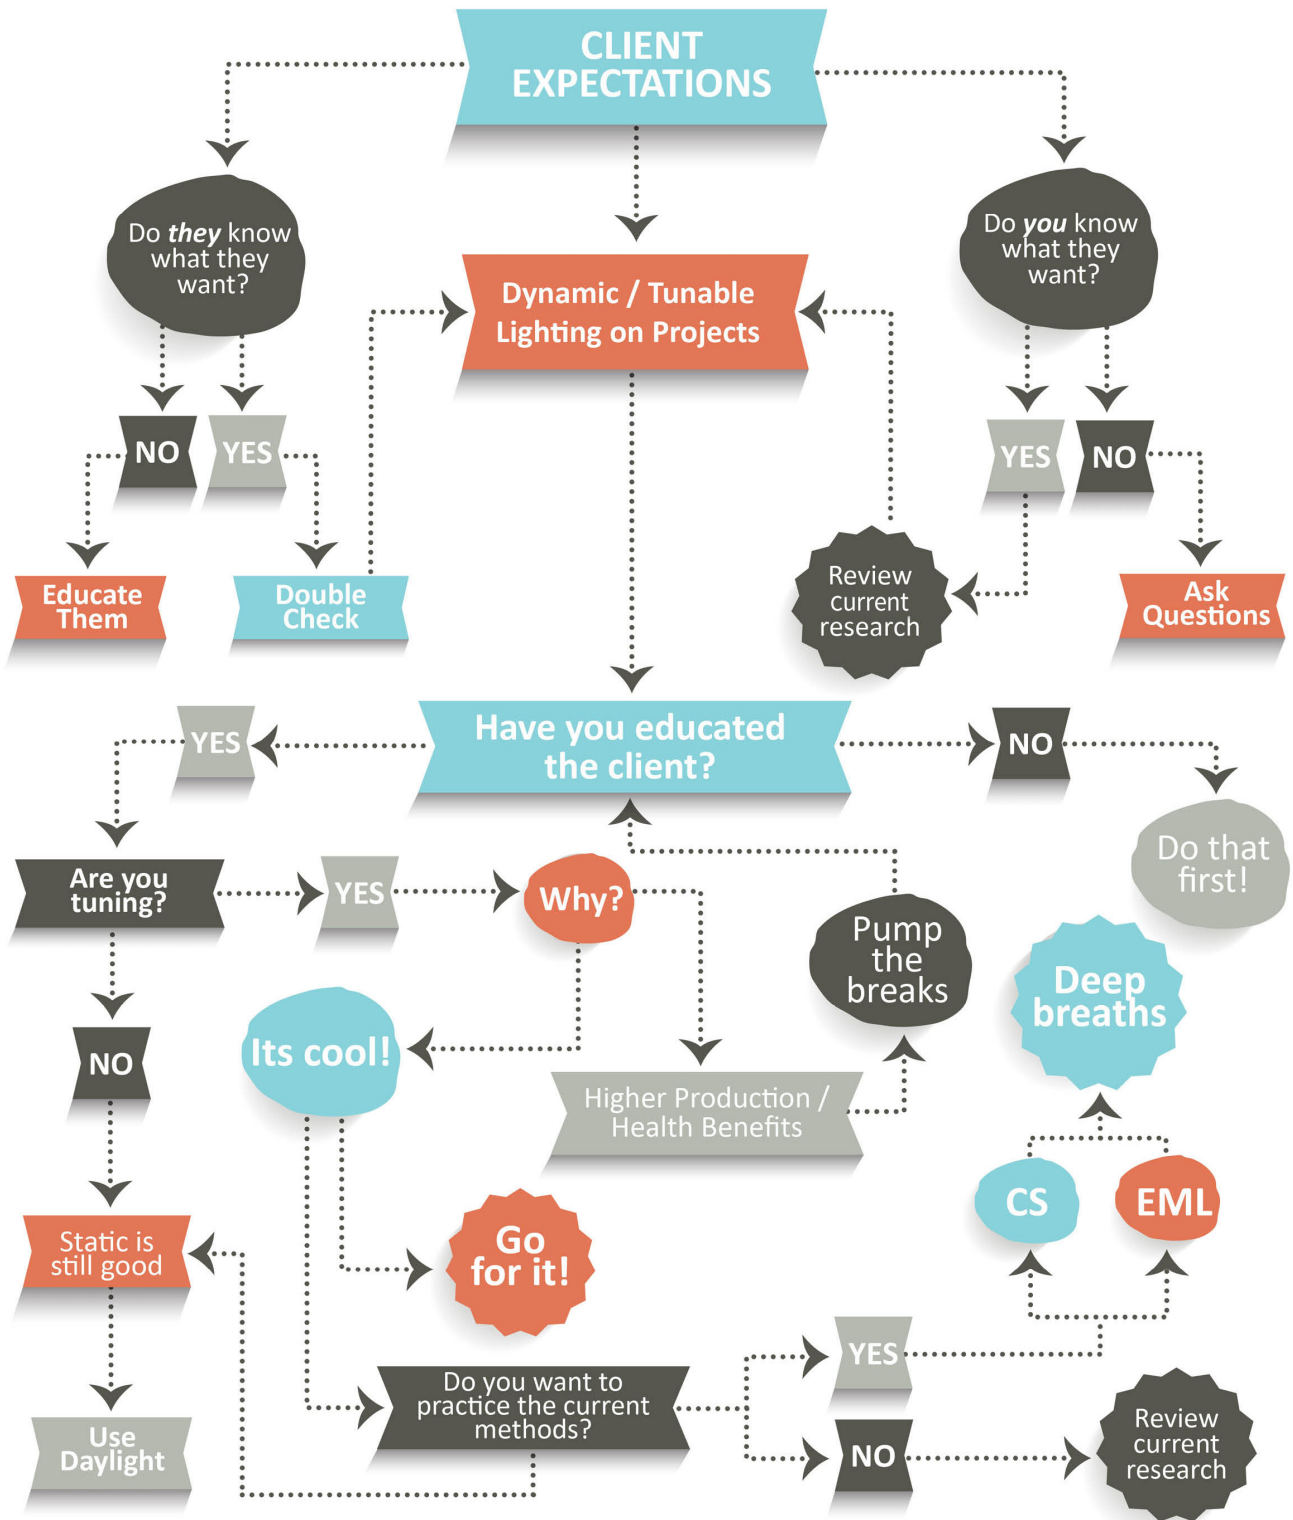 CLIENT
EXPECTATIONS
Do they know
what they
want?
Do you know
what they
want?
Dynamic / Tunable
Lighting on Projects
NO
YES
YES
NO
Educate
Them
Double
Check
Review
current
research
Ask
Questions
YES
Have you educated
the client?
NO
Do that
first!
Are you
tuning?
YES
Why?
Pump
the
breaks
Deep
breaths
NO
Its cool!
Higher Production /
Health Benefits
CS
EML
Static is
still good
Go
for it!
YES
Do you want to
practice the current
methods?
NO
Review
current
research
Use
Daylight